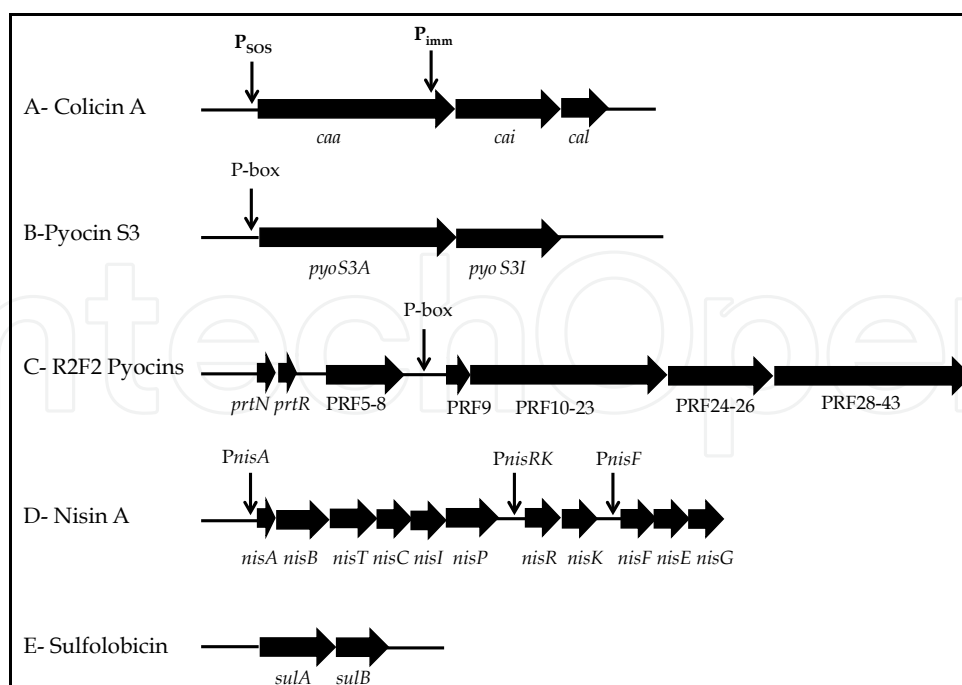 P_SOS P_imm
A- Colicin A
caa cai cal
P-box
B-Pyocin S3
pyoS3A pyo S3I
P-box
C- R2F2 Pyocins
prtN prtR PRF5-8 PRF9 PRF10-23 PRF24-26 PRF28-43
PnisA PnisRK PnisF
D- Nisin A
nisA nisB nisT nisC nisI nisP nisR nisK nisF nisE nisG
E- Sulfolobicin
sulA sulB
ntechOpe